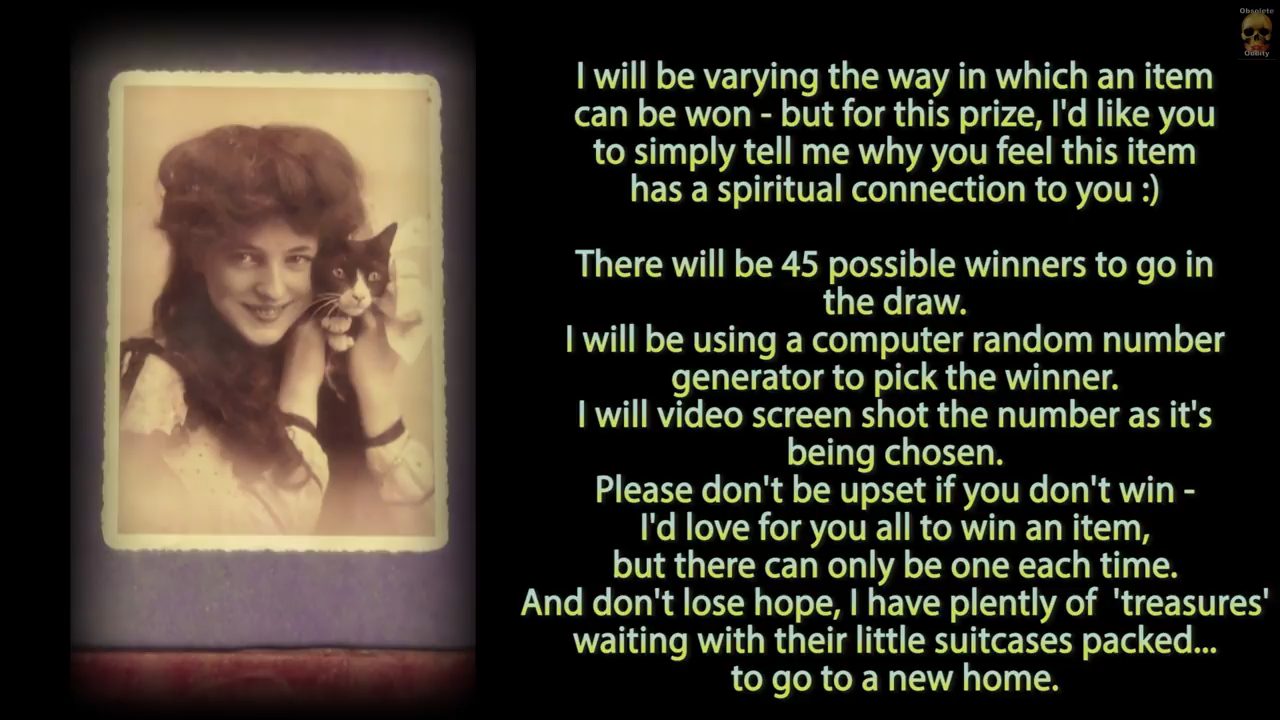 Obsolete
Oddity
I will be varying the way in which an item
can be won - but for this prize, I'd like you
to simply tell me why you feel this item
has a spiritual connection to you :)
There will be 45 possible winners to go in
the draw.
I will be using a computer random number
generator to pick the winner.
I will video screen shot the number as it's
being chosen.
Please don't be upset if you don't win -
I'd love for you all to win an item,
but there can only be one each time.
And don't lose hope, I have plently of 'treasures'
waiting with their little suitcases packed...
to go to a new home.